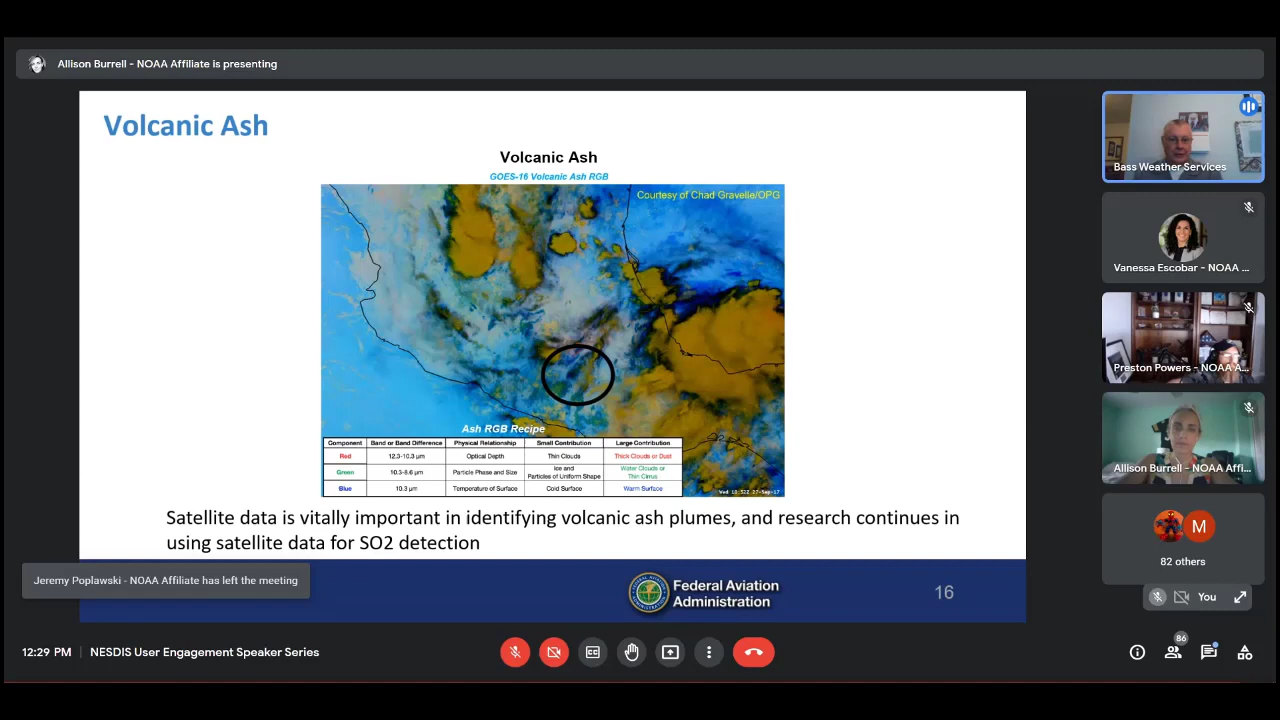 Allison Burrell - NOAA Affiliate is presenting
Volcanic Ash
Volcanic Ash
GOES-16 Volcanic Ash RGB
Courtesy of Chad Gravelle/OPG
Ash RGB Recipe
Component Band or Band Difference Physical Relationship Small Contribution Large Contribution
Red 12.3-10.3 µm Optical Depth Thin Clouds Thick Clouds or Dust
Green 10.3-8.6 µm Particle Phase and Size Ice and Particles of Uniform Shape Water Clouds or Thin Cirrus
Blue 10.3 µm Temperature of Surface Cold Surface Warm Surface
Satellite data is vitally important in identifying volcanic ash plumes, and research continues in
using satellite data for SO2 detection
Jeremy Poplawski - NOAA Affiliate has left the meeting
Federal Aviation
Administration
16
Bass Weather Services
Vanessa Escobar - NOAA ...
Preston Powers - NOAA A...
Allison Burrell - NOAA Affi...
M
82 others
You
12:29 PM | NESDIS User Engagement Speaker Series
86